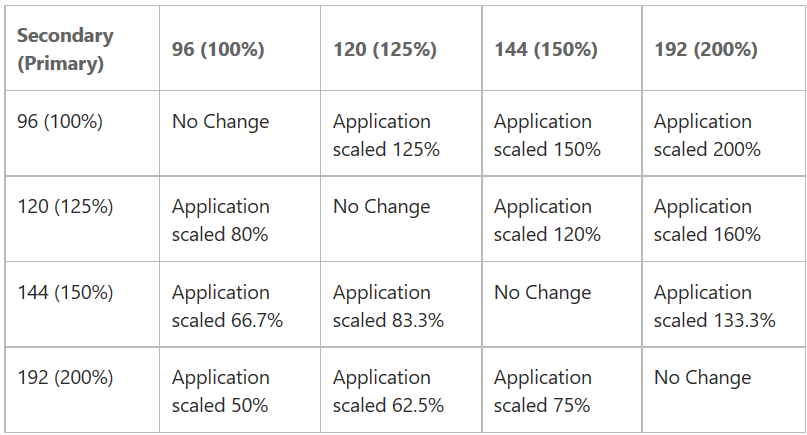 Secondary
(Primary)
96 (100%)
120 (125%)
144 (150%)
192 (200%)
96 (100%)
No Change
Application
scaled 125%
Application
scaled 150%
Application
scaled 200%
120 (125%)
Application
scaled 80%
No Change
Application
scaled 120%
Application
scaled 160%
144 (150%)
Application
scaled 66.7%
Application
scaled 83.3%
No Change
Application
scaled 133.3%
192 (200%)
Application
scaled 50%
Application
scaled 62.5%
Application
scaled 75%
No Change